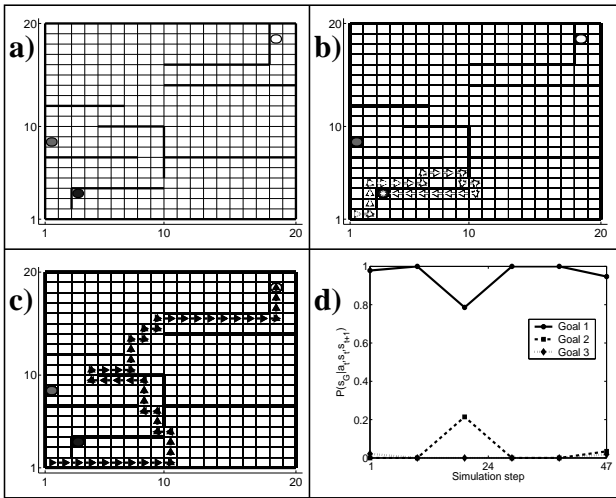 a)
20
10
1
1 10 20
b)
20
10
1
1 10 20
c)
20
10
1
1 10 20
d)
1
0.8
0.6
0.4
0.2
0
P(s_G|a_t,s_t,s_{t+1})
Goal 1
Goal 2
Goal 3
1 24 47
Simulation step